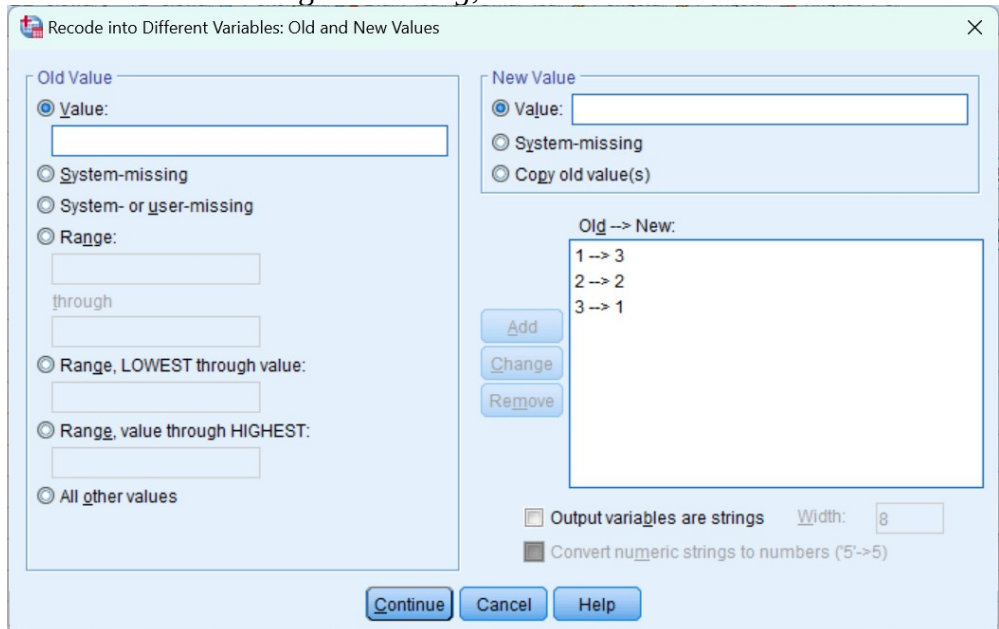 Recode into Different Variables: Old and New Values
Old Value
Value:
System-missing
System- or user-missing
Range:
through
Range, LOWEST through value:
Range, value through HIGHEST:
All other values
New Value
Value:
System-missing
Copy old value(s)
Old --> New:
1 --> 3
2 --> 2
3 --> 1
Add
Change
Remove
Output variables are strings Width: 8
Convert numeric strings to numbers ('5'->5)
Continue Cancel Help